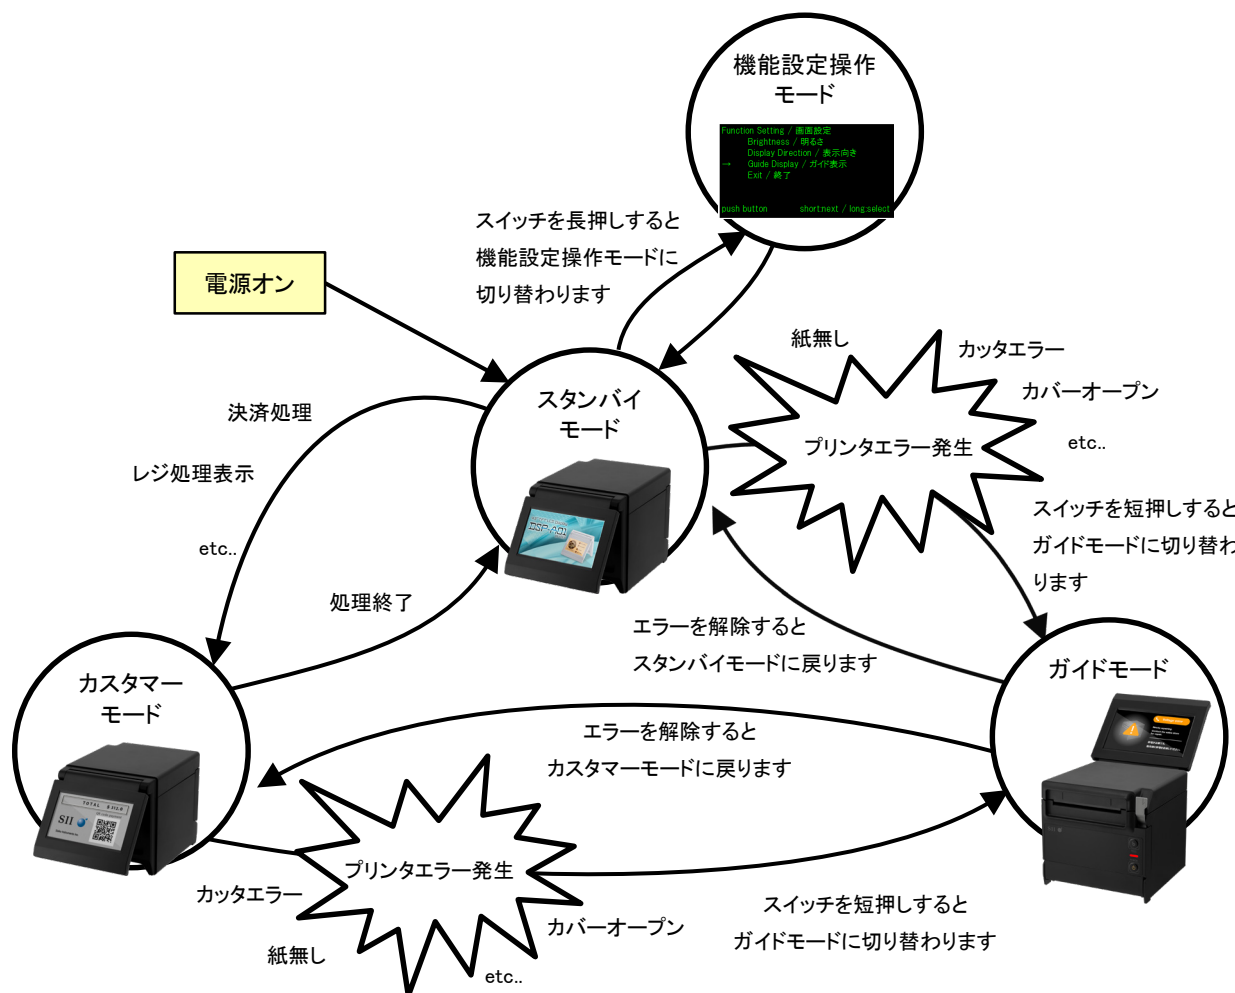 機能設定操作
モード
Function Setting / 画面設定
Brightness / 明るさ
Display Direction / 表示向き
→ Guide Display / ガイド表示
Exit / 終了
push button short:next / long:select
スイッチを長押しすると
機能設定操作モードに
切り替わります
電源オン
紙無し
カッタエラー
カバーオープン
etc..
プリンタエラー発生
スタンバイ
モード
DSP-A01
決済処理
レジ処理表示
etc..
処理終了
スイッチを短押しすると
ガイドモードに切り替わ
ります
エラーを解除すると
スタンバイモードに戻ります
ガイドモード
カスタマー
モード
TOTAL
SII
エラーを解除すると
カスタマーモードに戻ります
プリンタエラー発生
カッタエラー
紙無し
カバーオープン
etc..
スイッチを短押しすると
ガイドモードに切り替わります